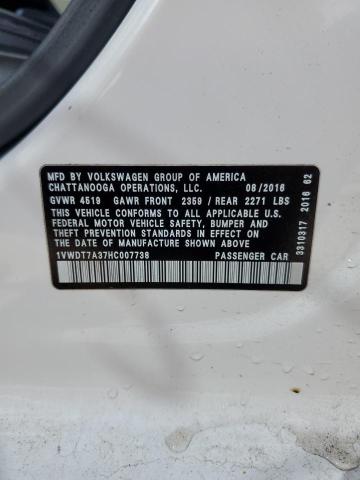 MFD BY VOLKSWAGEN GROUP OF AMERICA
CHATTANOOGA OPERATIONS, LLC. 08/2016
GVWR 4519 GAWR FRONT 2359 / REAR 2271 LBS
THIS VEHICLE CONFORMS TO ALL APPLICABLE U.S.
FEDERAL MOTOR VEHICLE SAFETY, BUMPER AND
THEFT PREVENTION STANDARDS IN EFFECT ON THE
DATE OF MANUFACTURE SHOWN ABOVE
1VWDT7A37HC007738 PASSENGER CAR
3310317 2016 62